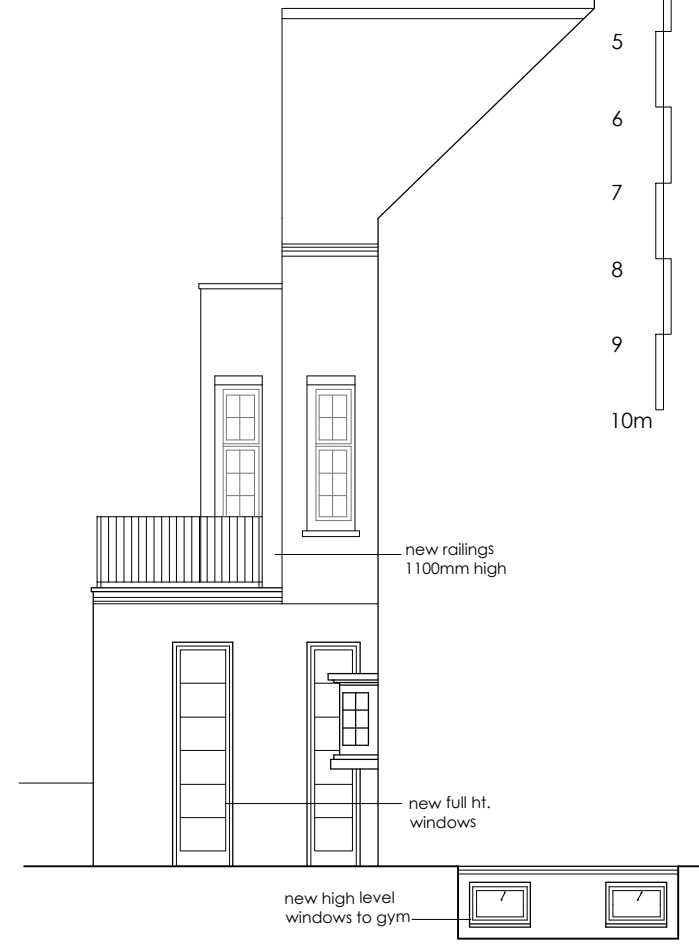 5
6
7
8
9
10m
new railings
1100mm high
new full ht.
windows
new high level
windows to gym